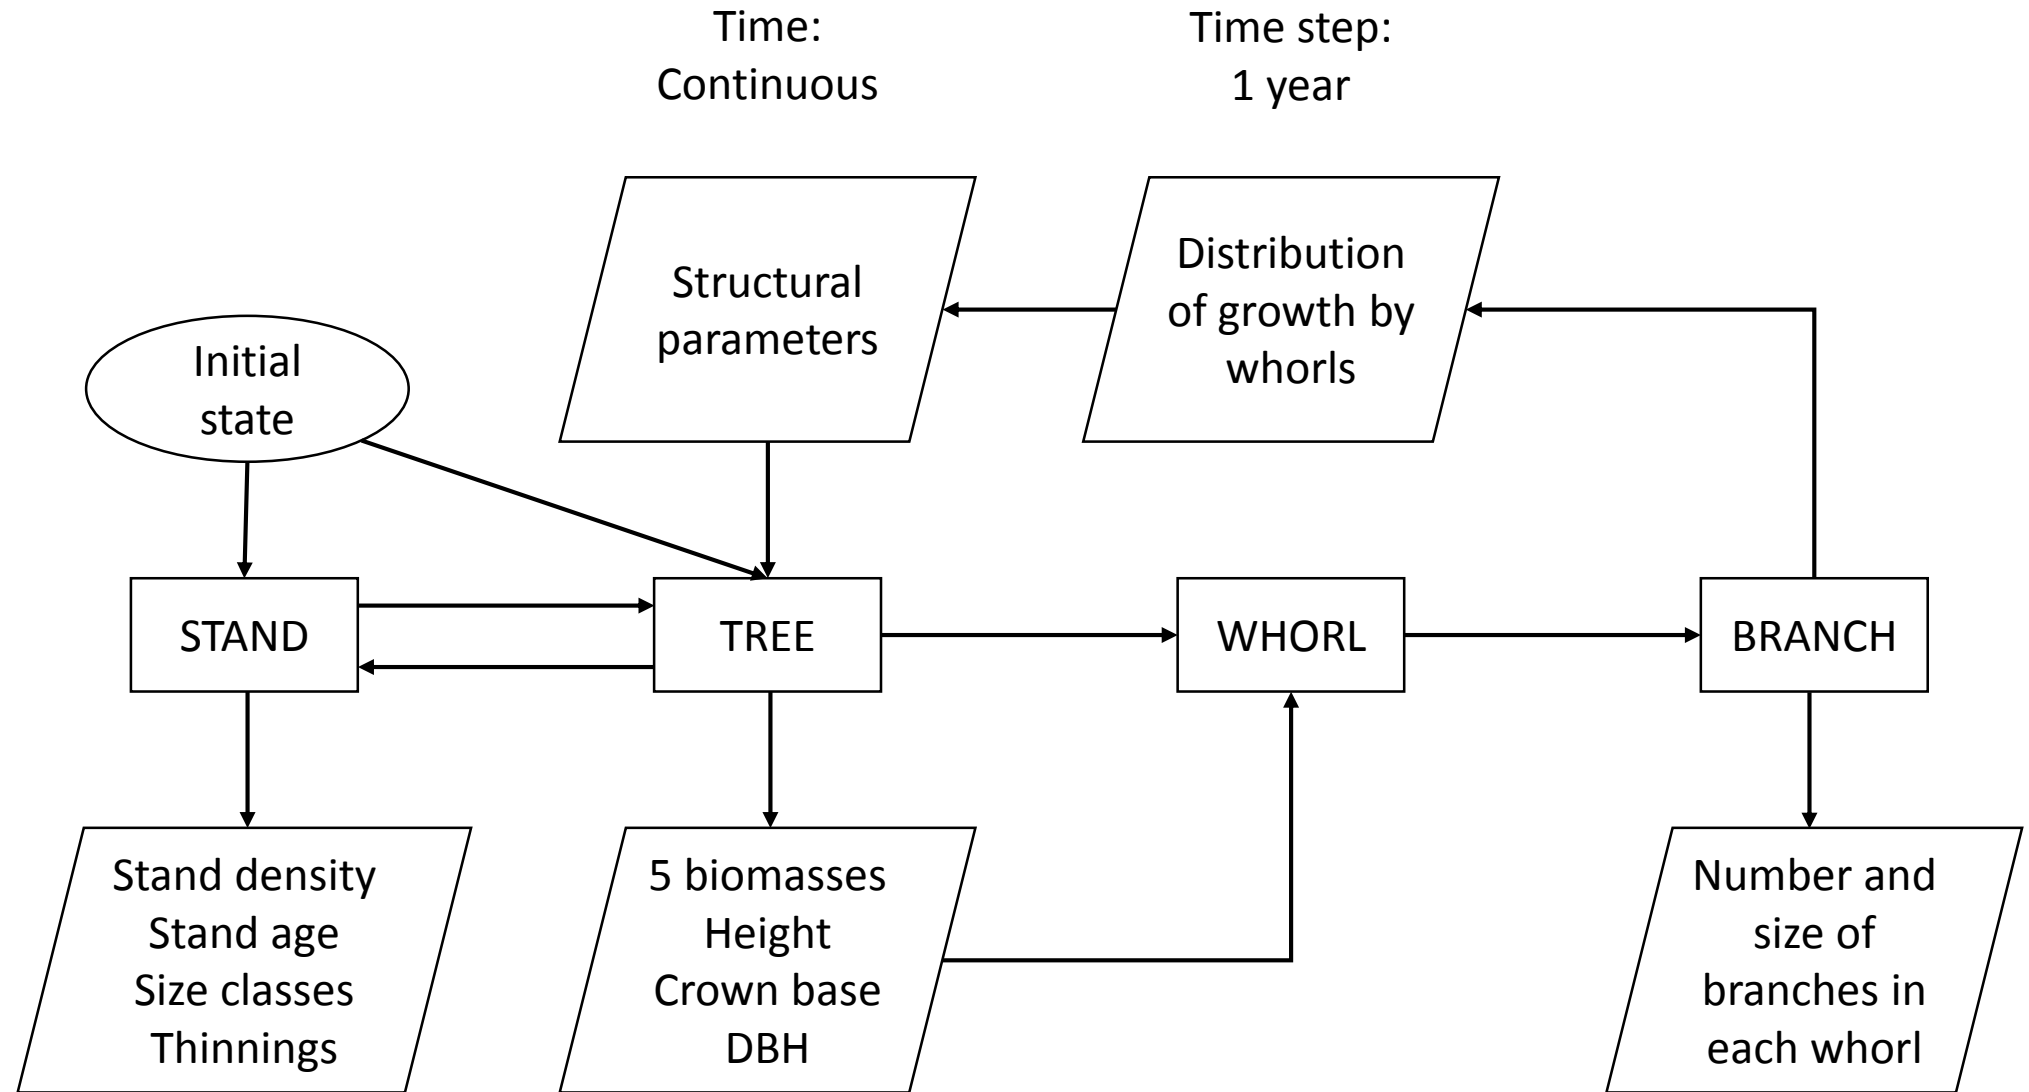 Time:
Continuous
Time step:
1 year
Structural
parameters
Distribution
of growth by
whorls
Initial
state
STAND
TREE
WHORL
BRANCH
Stand density
Stand age
Size classes
Thinnings
5 biomasses
Height
Crown base
DBH
Number and
size of
branches in
each whorl